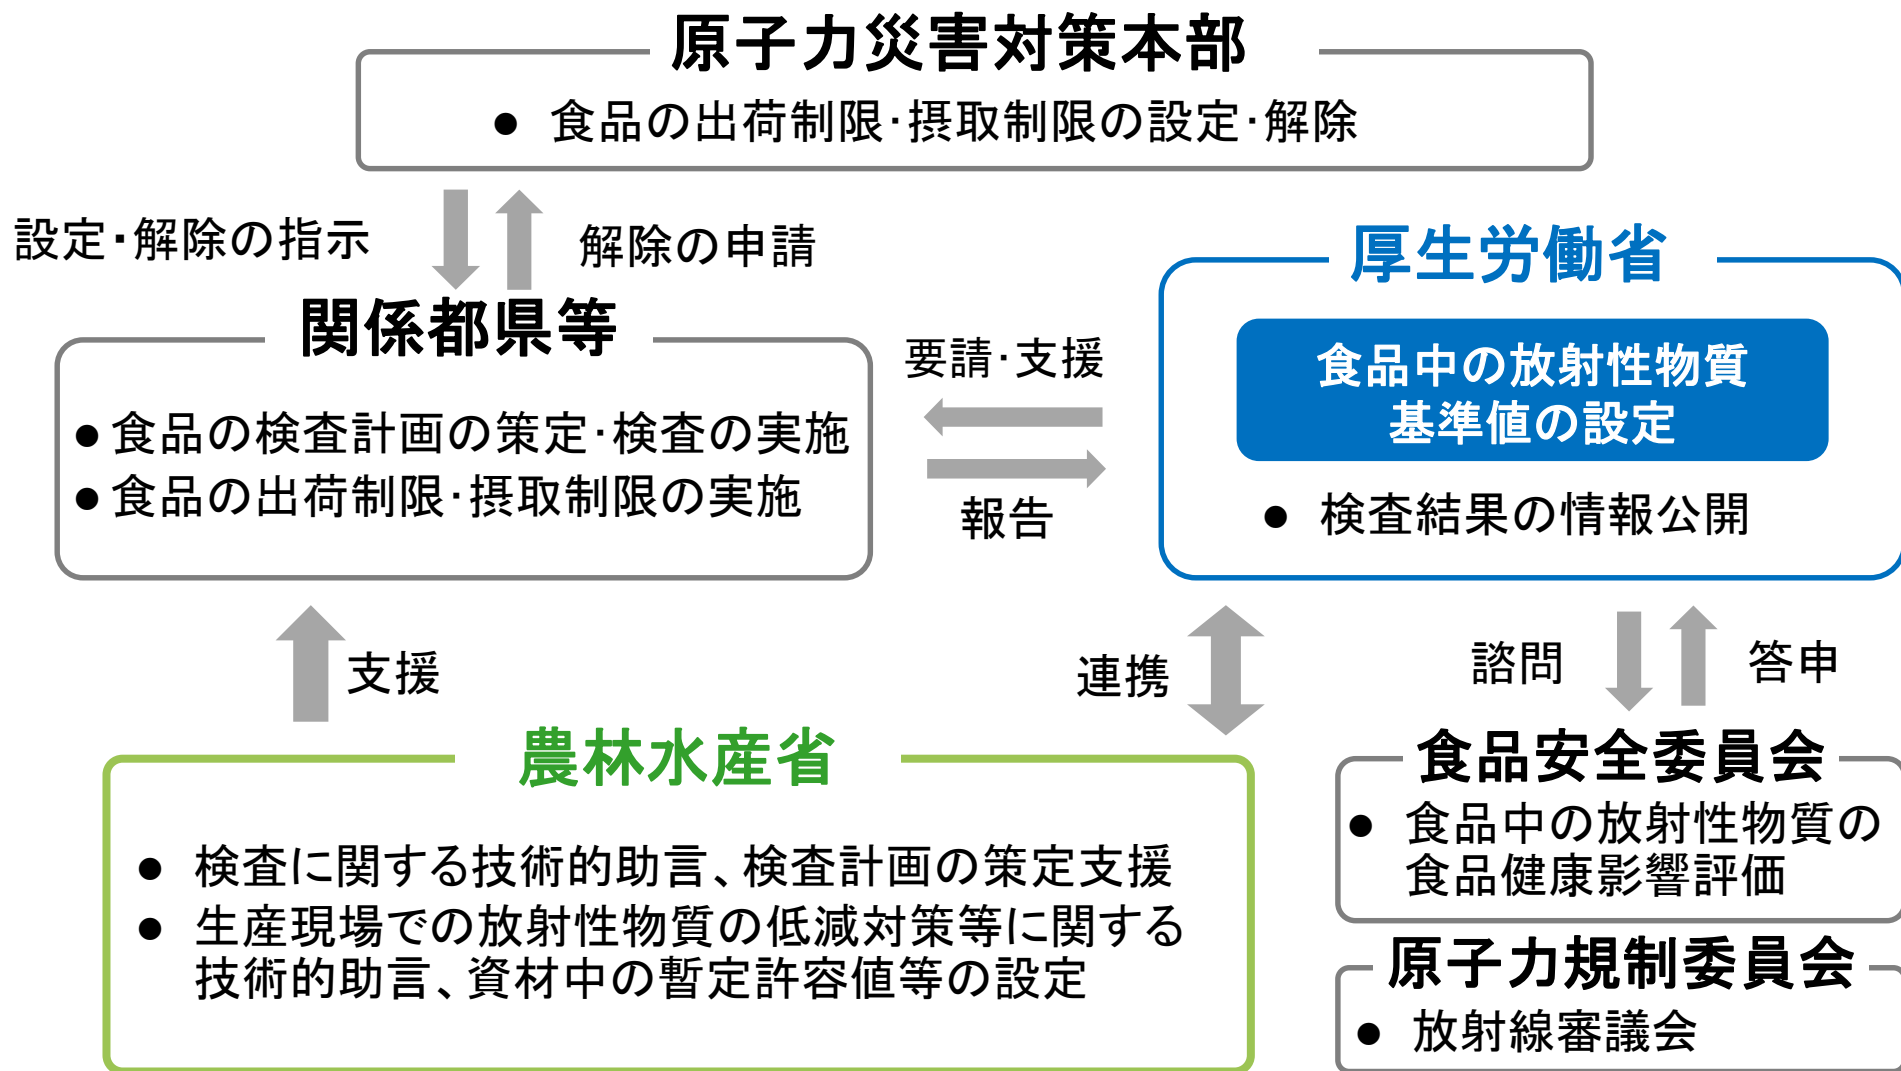 原子力災害対策本部
● 食品の出荷制限・摂取制限の設定・解除
設定・解除の指示
解除の申請
関係都県等
●食品の検査計画の策定・検査の実施
●食品の出荷制限・摂取制限の実施
要請・支援
報告
厚生労働省
食品中の放射性物質
基準値の設定
● 検査結果の情報公開
支援
連携
諮問
答申
農林水産省
● 検査に関する技術的助言、検査計画の策定支援
● 生産現場での放射性物質の低減対策等に関する
技術的助言、資材中の暫定許容値等の設定
食品安全委員会
● 食品中の放射性物質の
食品健康影響評価
原子力規制委員会
● 放射線審議会